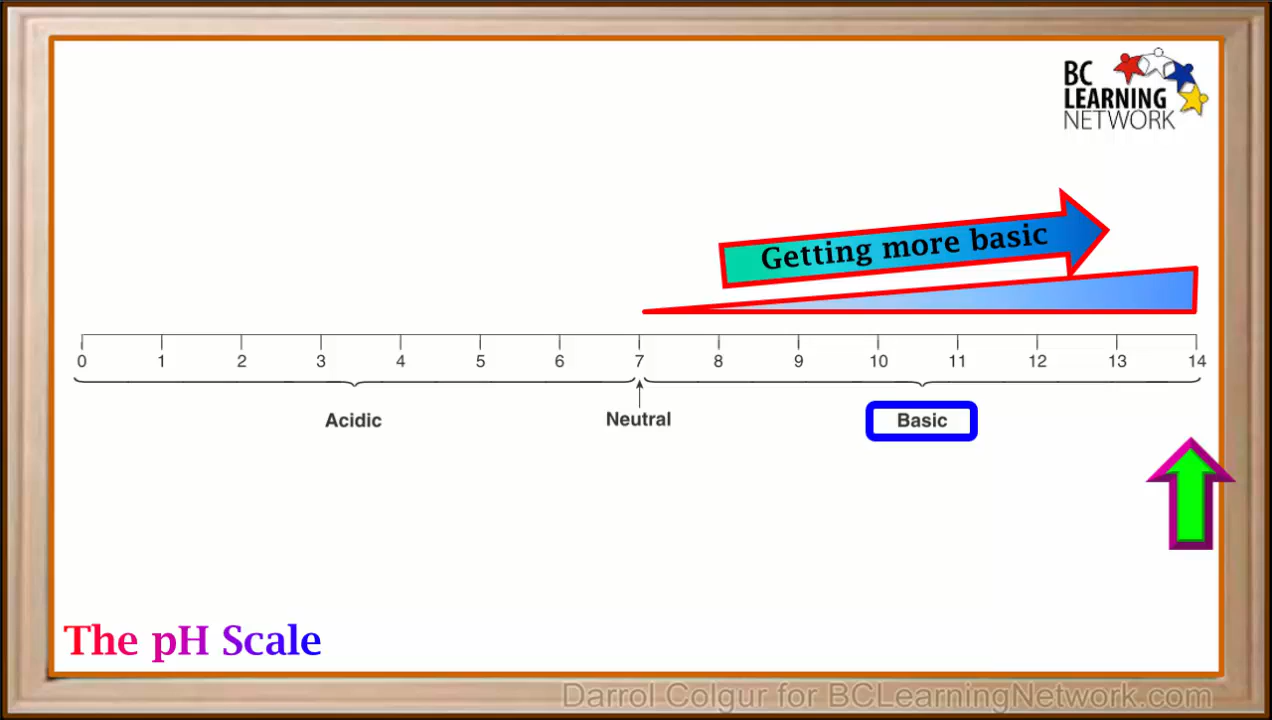 BC
LEARNING
NETWORK
Getting more basic
0 1 2 3 4 5 6 7 8 9 10 11 12 13 14
Acidic Neutral Basic
The pH Scale
Darrol Colgur for BCLearningNetwork.com